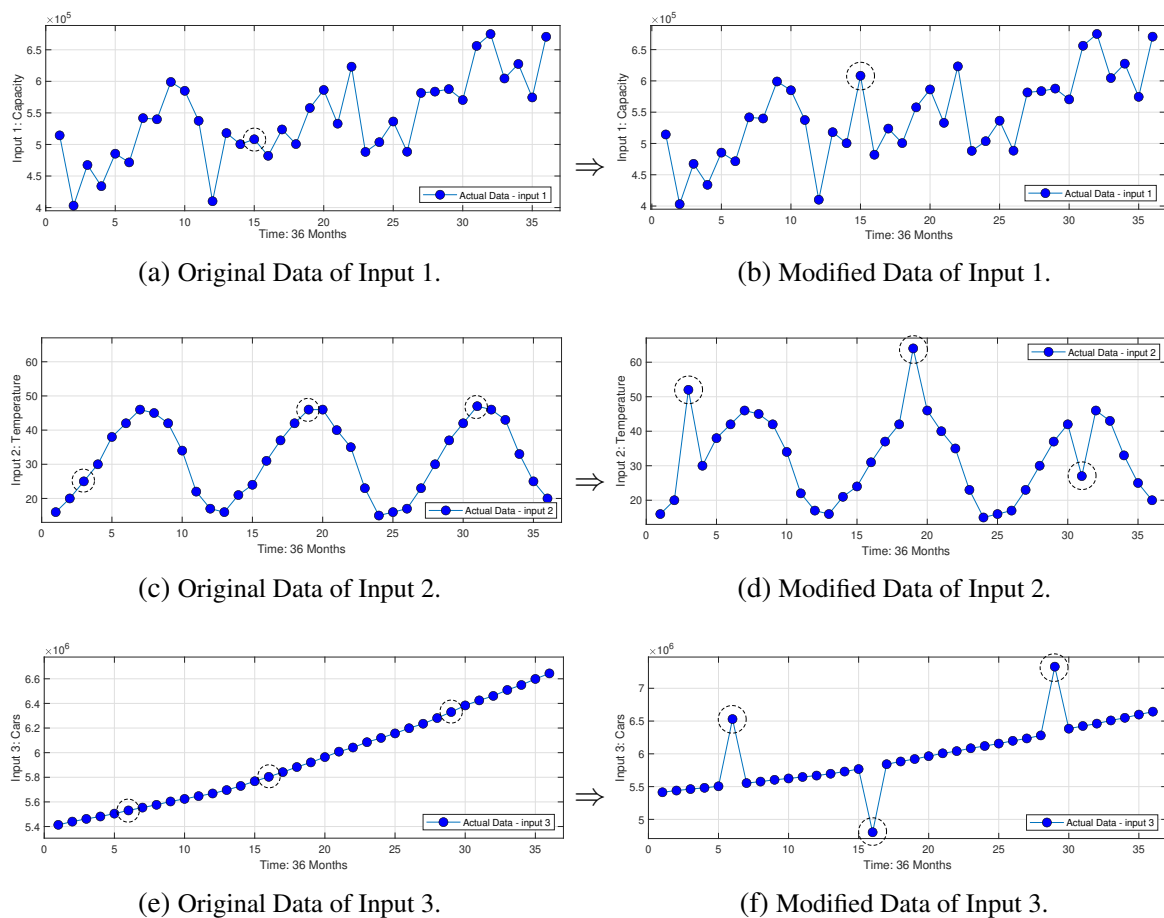 ×10⁵
6.5
6
5.5
5
4.5
4
Input 1: Capacity
0 5 10 15 20 25 30 35
Time: 36 Months
Actual Data - input 1
(a) Original Data of Input 1.
⇒
×10⁵
6.5
6
5.5
5
4.5
4
Input 1: Capacity
0 5 10 15 20 25 30 35
Time: 36 Months
Actual Data - input 1
(b) Modified Data of Input 1.
60
50
40
30
20
Input 2: Temperature
0 5 10 15 20 25 30 35
Time: 36 Months
Actual Data - input 2
(c) Original Data of Input 2.
⇒
60
50
40
30
20
Input 2: Temperature
0 5 10 15 20 25 30 35
Time: 36 Months
Actual Data - input 2
(d) Modified Data of Input 2.
×10⁶
6.6
6.4
6.2
6
5.8
5.6
5.4
Input 3: Cars
0 5 10 15 20 25 30 35
Time: 36 Months
Actual Data - input 3
(e) Original Data of Input 3.
⇒
×10⁶
7
6.5
6
5.5
5
Input 3: Cars
0 5 10 15 20 25 30 35
Time: 36 Months
Actual Data - input 3
(f) Modified Data of Input 3.